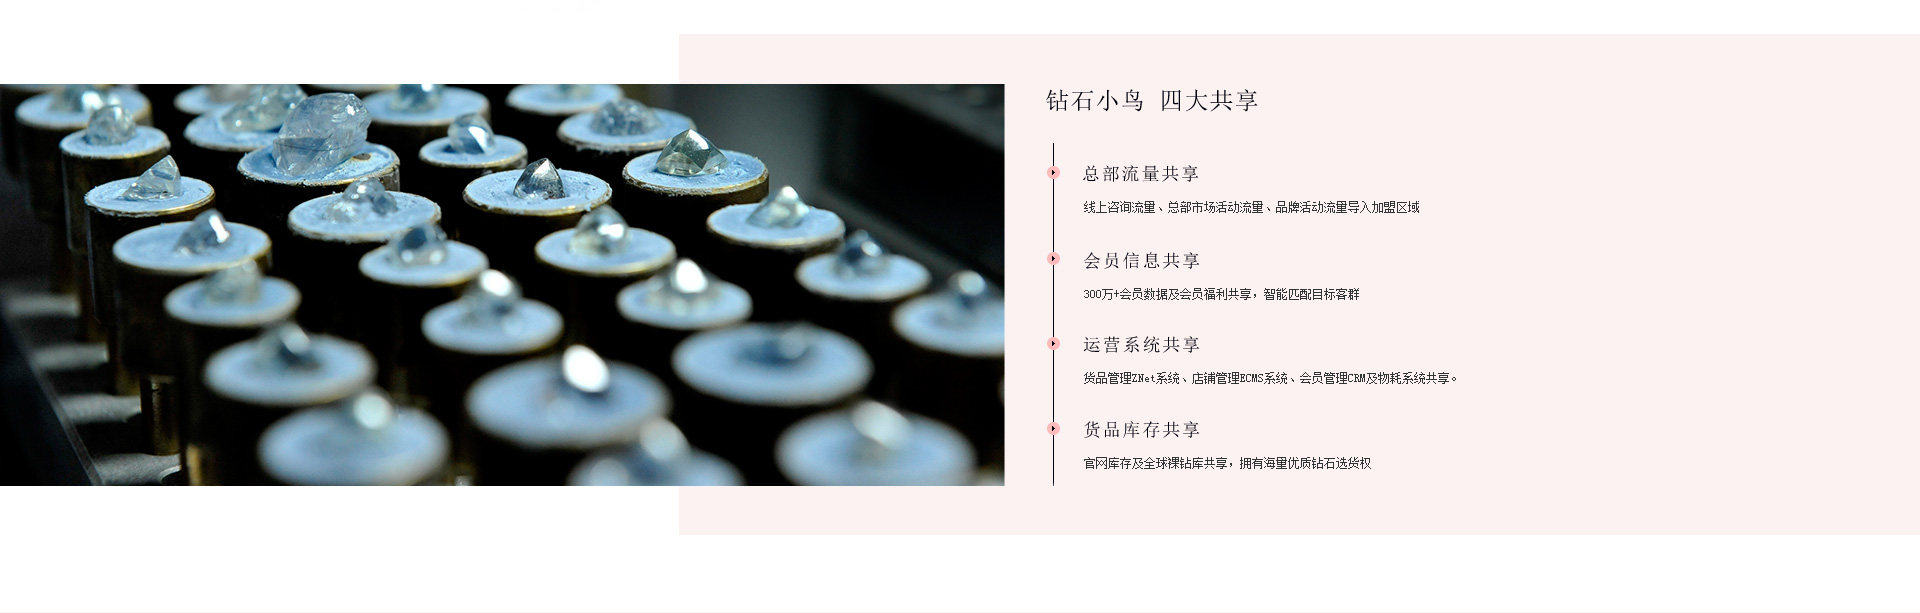 钻石小鸟 四大共享
总部流量共享
线上咨询流量、总部市场活动流量、品牌活动流量导入加盟区域
会员信息共享
300万+会员数据及会员福利共享，智能匹配目标客群
运营系统共享
货品管理ZNet系统、店铺管理ECMS系统、会员管理CRM及物耗系统共享。
货品库存共享
官网库存及全球裸钻库共享，拥有海量优质钻石选货权